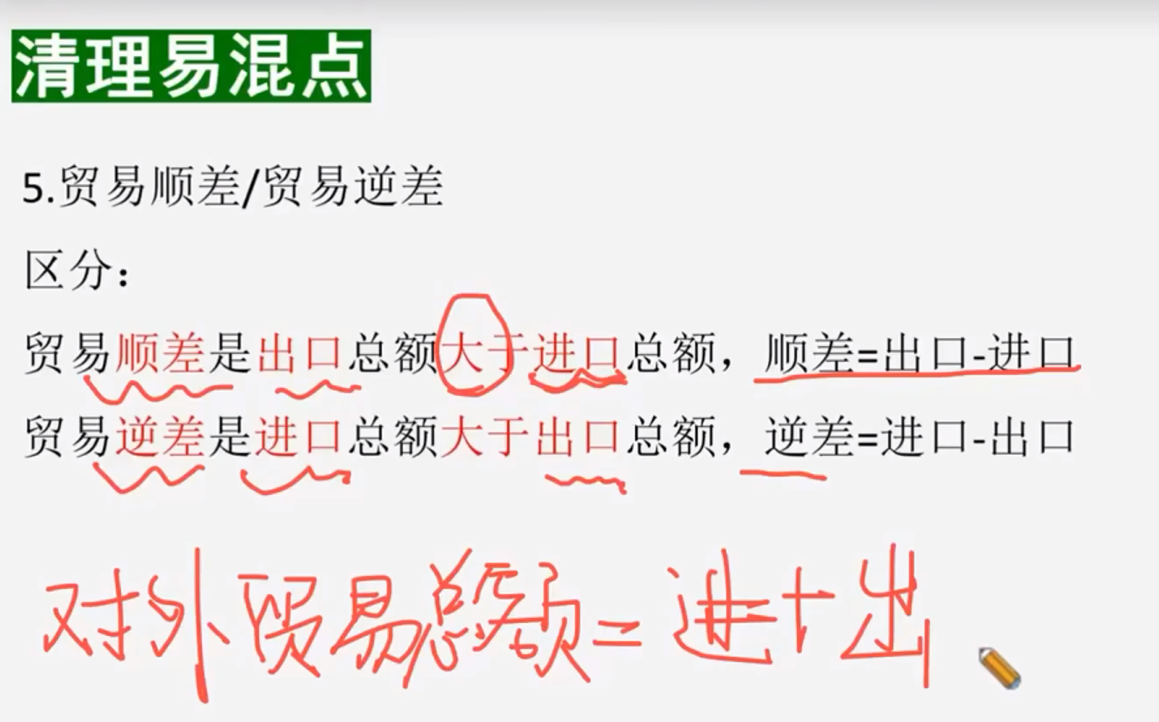 清理易混点
5.贸易顺差/贸易逆差
区分：
贸易顺差是出口总额大于进口总额，顺差=出口-进口
贸易逆差是进口总额大于出口总额，逆差=进口-出口
对外贸易总额=进+出